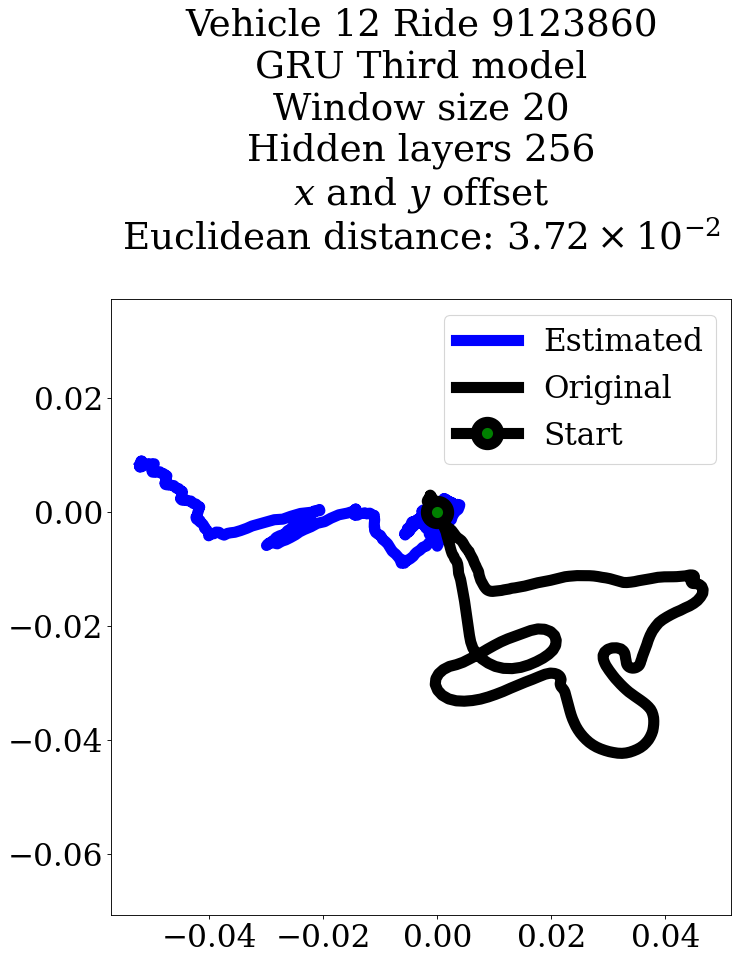 Vehicle 12 Ride 9123860
GRU Third model
Window size 20
Hidden layers 256
x and y offset
Euclidean distance: 3.72 × 10⁻²
Estimated
Original
Start
0.02
0.00
−0.02
−0.04
−0.06
−0.04 −0.02 0.00 0.02 0.04